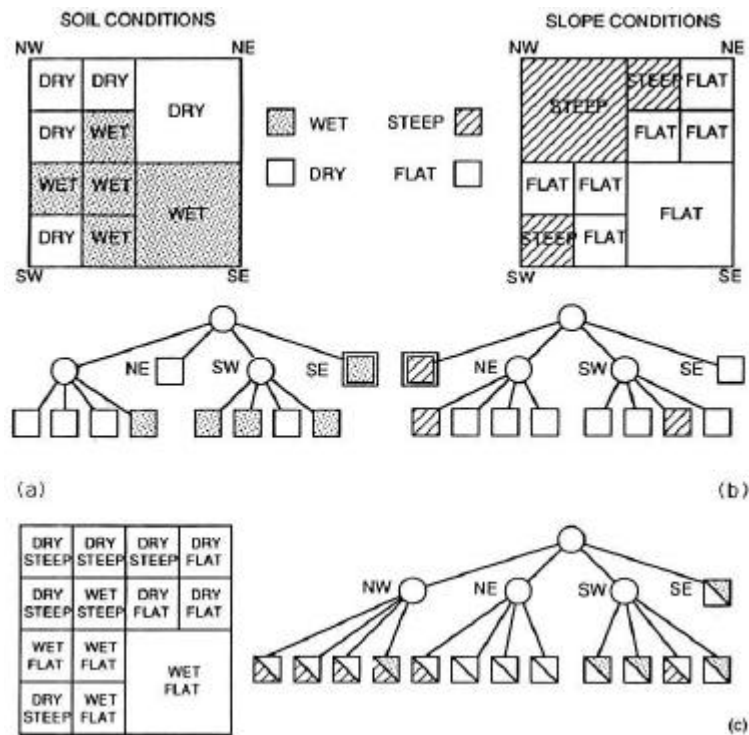 SOIL CONDITIONS
NW NE
DRY DRY
DRY
DRY WET
WET WET
WET
DRY WET
SW SE
WET
DRY
STEEP
FLAT
SLOPE CONDITIONS
NW NE
STEEP
STEEP FLAT
FLAT FLAT
FLAT FLAT
FLAT
STEEP FLAT
SW SE
NE SW SE
(a)
NE SW SE
(b)
DRY STEEP DRY STEEP DRY STEEP DRY FLAT
DRY STEEP WET STEEP DRY FLAT DRY FLAT
WET FLAT WET FLAT
WET FLAT
DRY STEEP WET FLAT
NW NE SW SE
(c)